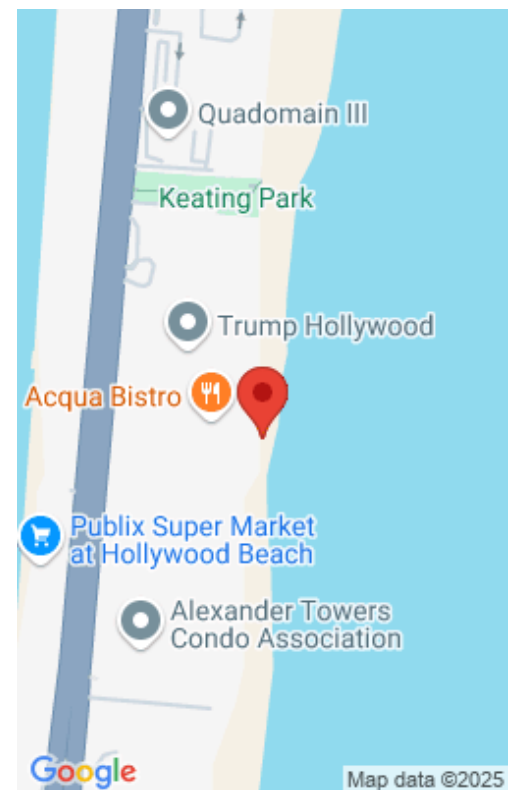 Quadomain III
Keating Park
Trump Hollywood
Acqua Bistro
Publix Super Market
at Hollywood Beach
Alexander Towers
Condo Association
Google
Map data ©2025